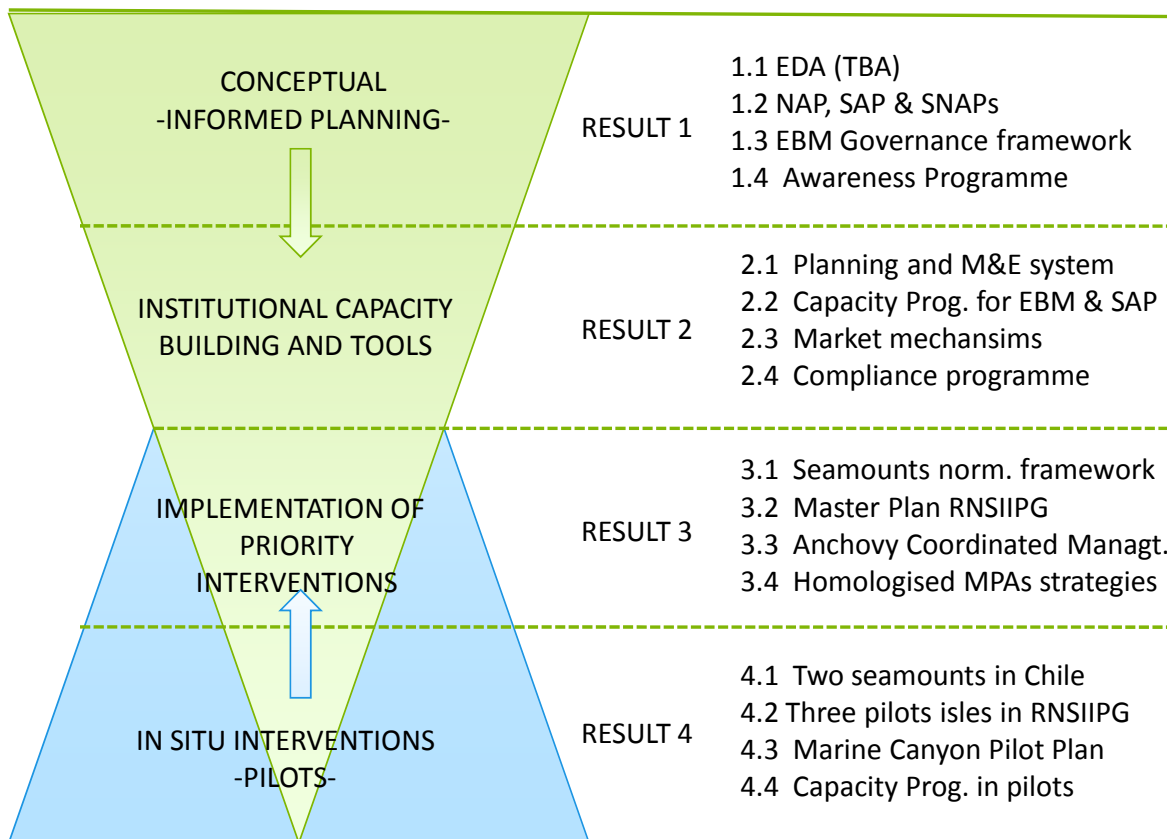 CONCEPTUAL
-INFORMED PLANNING-
RESULT 1
1.1 EDA (TBA)
1.2 NAP, SAP & SNAPs
1.3 EBM Governance framework
1.4 Awareness Programme
INSTITUTIONAL CAPACITY
BUILDING AND TOOLS
RESULT 2
2.1 Planning and M&E system
2.2 Capacity Prog. for EBM & SAP
2.3 Market mechansims
2.4 Compliance programme
IMPLEMENTATION OF
PRIORITY
INTERVENTIONS
RESULT 3
3.1 Seamounts norm. framework
3.2 Master Plan RNSIIPG
3.3 Anchovy Coordinated Managt.
3.4 Homologised MPAs strategies
IN SITU INTERVENTIONS
-PILOTS-
RESULT 4
4.1 Two seamounts in Chile
4.2 Three pilots isles in RNSIIPG
4.3 Marine Canyon Pilot Plan
4.4 Capacity Prog. in pilots